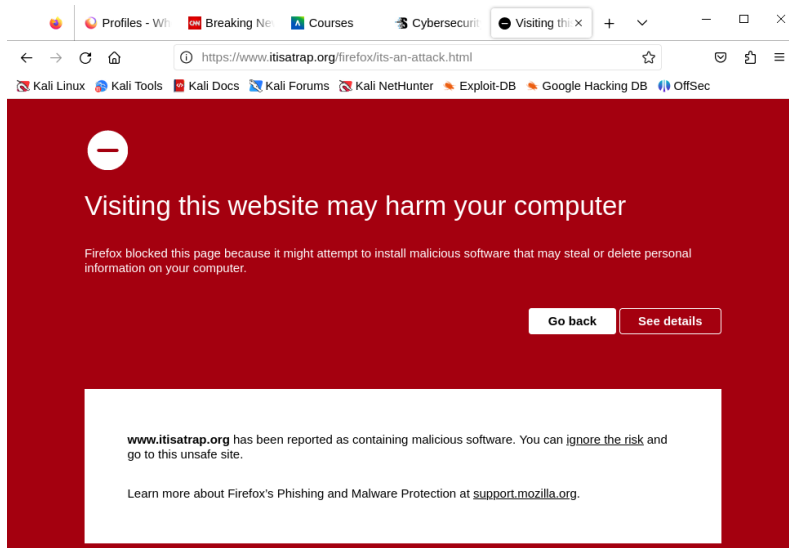 Profiles - Wh
CNN Breaking Ne
Courses
Cybersecurit
Visiting thi
https://www.itisatrap.org/firefox/its-an-attack.html
Kali Linux Kali Tools Kali Docs Kali Forums Kali NetHunter Exploit-DB Google Hacking DB OffSec
Visiting this website may harm your computer
Firefox blocked this page because it might attempt to install malicious software that may steal or delete personal
information on your computer.
Go back See details
www.itisatrap.org has been reported as containing malicious software. You can ignore the risk and
go to this unsafe site.
Learn more about Firefox's Phishing and Malware Protection at support.mozilla.org.